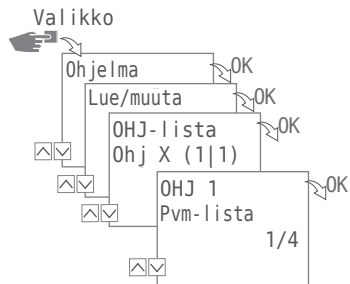 Valikko
Ohjelma
OK
Lue/muuta
OK
OHJ-lista
OK
Ohj X (1|1)
OHJ 1
OK
Pvm-lista
1/4